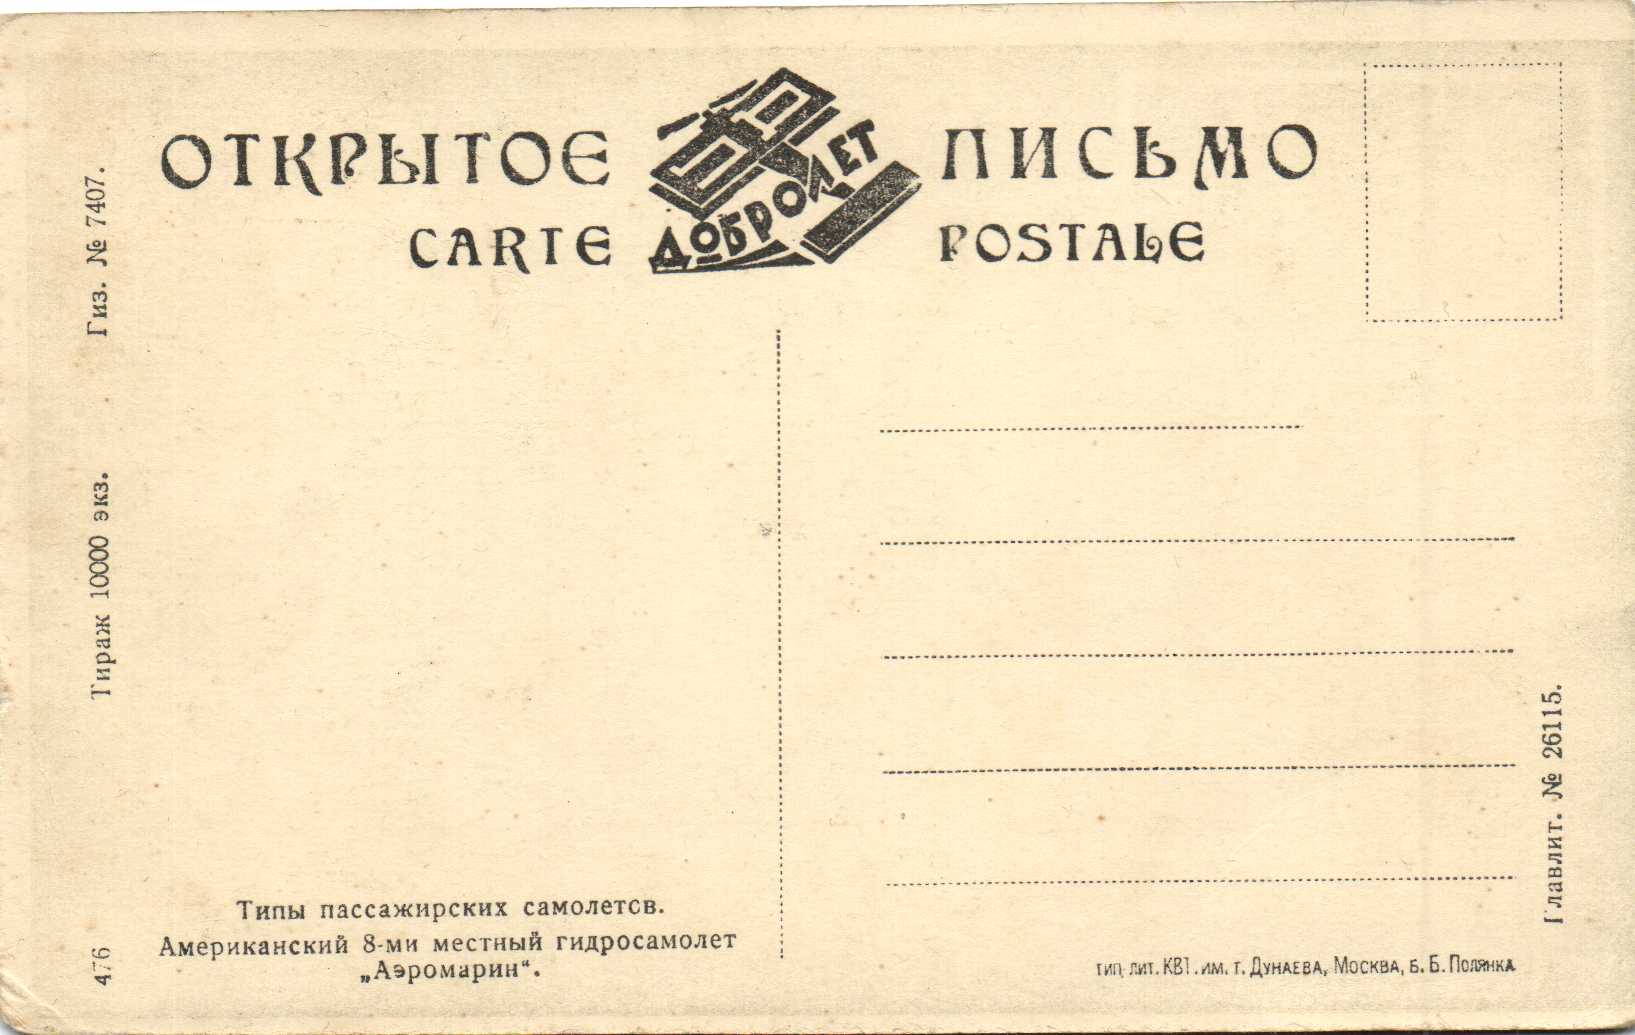 ОТКРЫТОЕ ПИСЬМО
CARTE POSTALE
ДОБРОЛЕТ
Гиз. № 7407.
Тираж 10000 экз.
476
Типы пассажирских самолетов.
Американский 8-ми местный гидросамолет
„Аэромарин“.
Главлит. № 26115.
тип. лит. КВТ. им. т. Дунаева, Москва, Б. Полянка